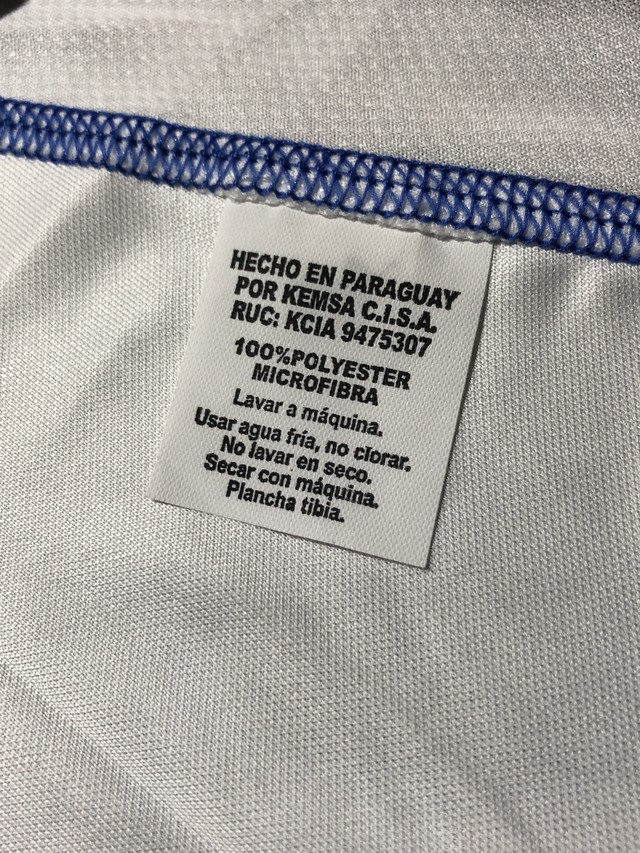 HECHO EN PARAGUAY
POR KEMSA C.I.S.A.
RUC: KCIA 9475307
100%POLYESTER
MICROFIBRA
Lavar a máquina.
Usar agua fría, no clorar.
No lavar en seco.
Secar con máquina.
Plancha tibia.